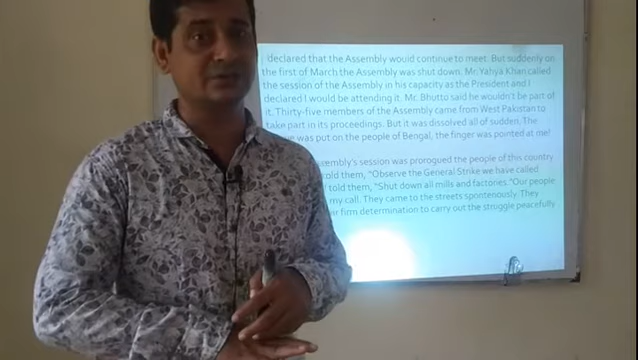 declared that the Assembly would continue to meet. But suddenly on
the first of March the Assembly was shut down. Mr. Yahya Khan called
the session of the Assembly in his capacity as the President and I
declared I would be attending it. Mr. Bhutto said he wouldn't be part of
it. Thirty-five members of the Assembly came from West Pakistan to
take part in its proceedings. But it was dissolved all of sudden. The
was put on the people of Bengal, the finger was pointed at me!
Assembly's session was prorogued the people of this country
told them, "Observe the General Strike we have called
told them, "Shut down all mills and factories. "Our people
my call. They came to the streets spontenously. They
firm determination to carry out the struggle peacefully